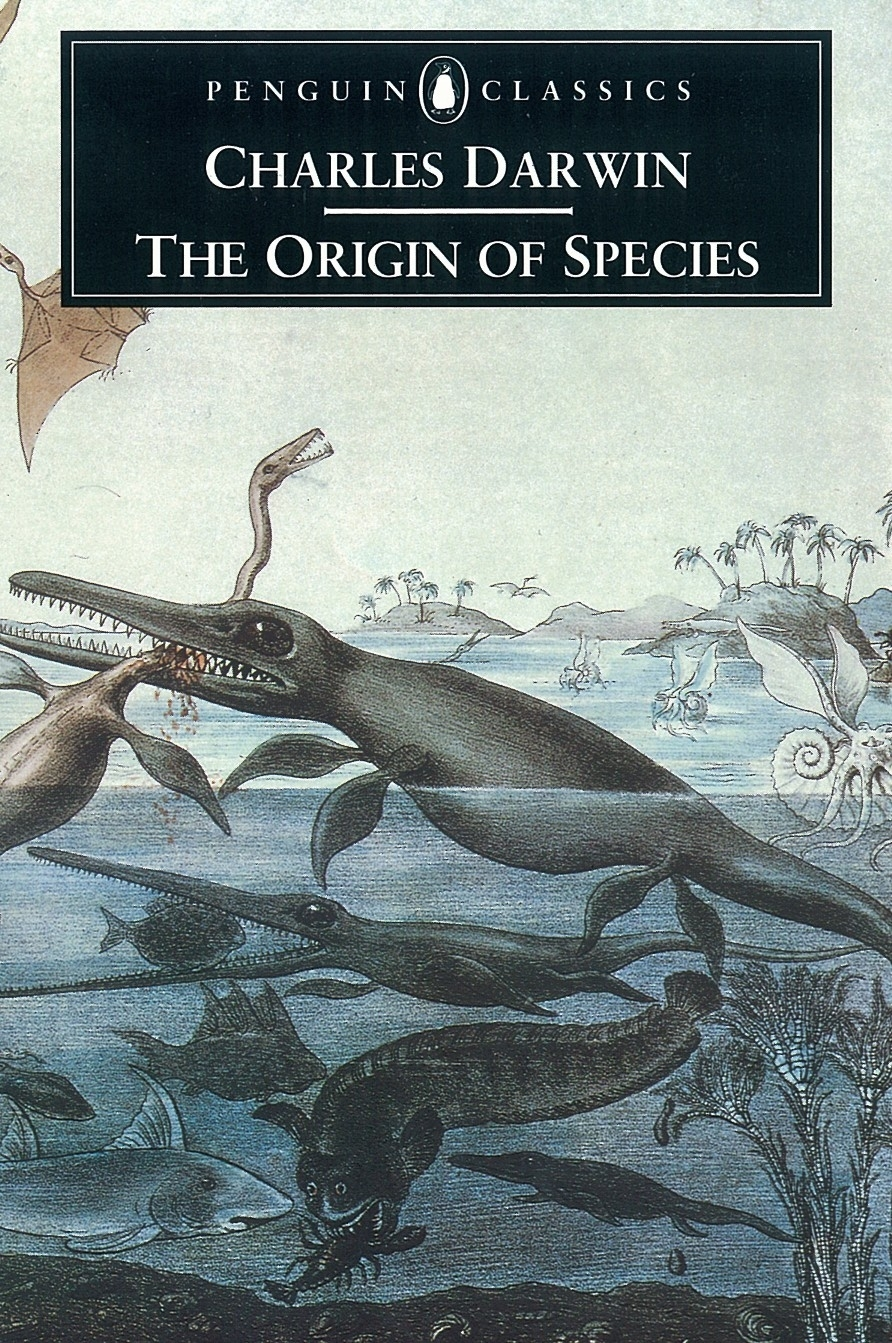 PENGUIN CLASSICS
CHARLES DARWIN
THE ORIGIN OF SPECIES